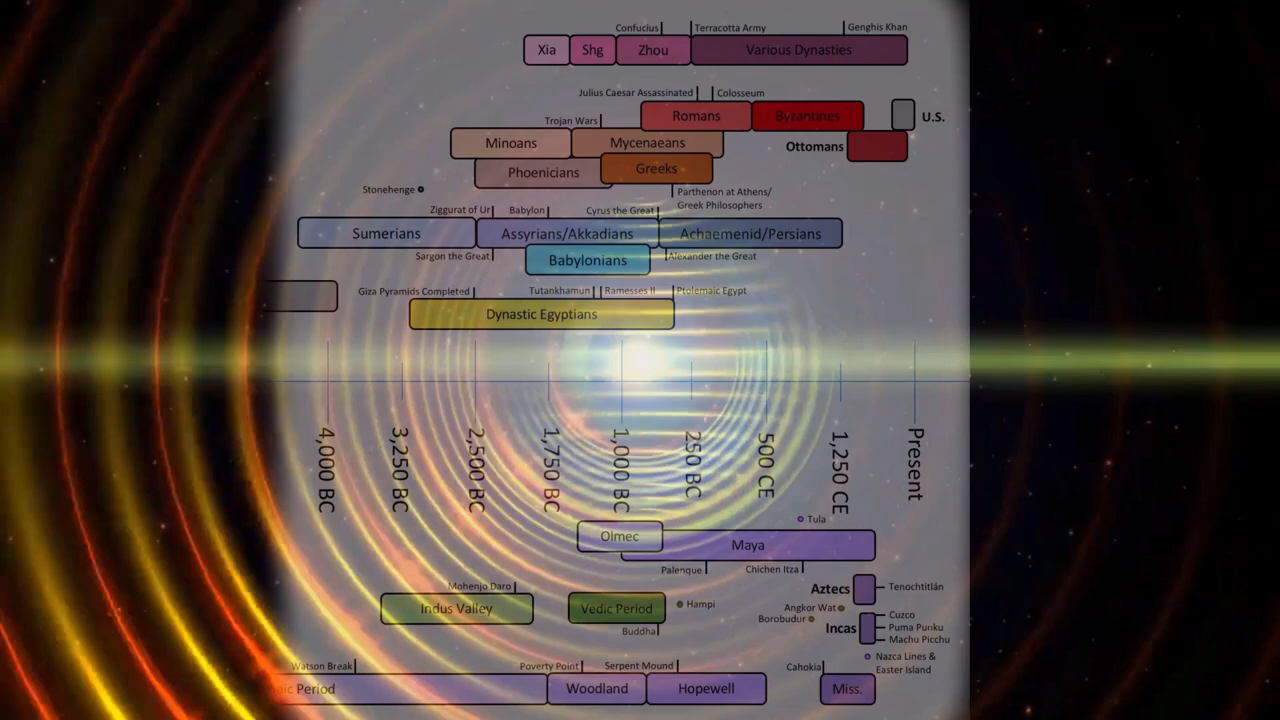 Confucius
Terracotta Army
Genghis Khan
Xia
Shg
Zhou
Various Dynasties
Julius Caesar Assassinated
Colosseum
Romans
Byzantines
U.S.
Trojan Wars
Minoans
Mycenaeans
Ottomans
Phoenicians
Greeks
Stonehenge
Parthenon at Athens/
Greek Philosophers
Ziggurat of Ur
Babylon
Cyrus the Great
Sumerians
Assyrians/Akkadians
Achaemenid/Persians
Sargon the Great
Babylonians
Alexander the Great
Giza Pyramids Completed
Tutankhamun
Ramesses II
Ptolemaic Egypt
Dynastic Egyptians
4,000 BC
3,250 BC
2,500 BC
1,750 BC
1,000 BC
250 BC
500 CE
1,250 CE
Present
Tula
Olmec
Maya
Palenque
Chichen Itza
Mohenjo Daro
Aztecs
Tenochtitlán
Indus Valley
Vedic Period
Hampi
Angkor Wat
Borobudur
Cuzco
Incas
Puma Punku
Machu Picchu
Buddha
Nazca Lines &
Easter Island
Watson Break
Poverty Point
Serpent Mound
Cahokia
Period
Woodland
Hopewell
Miss.